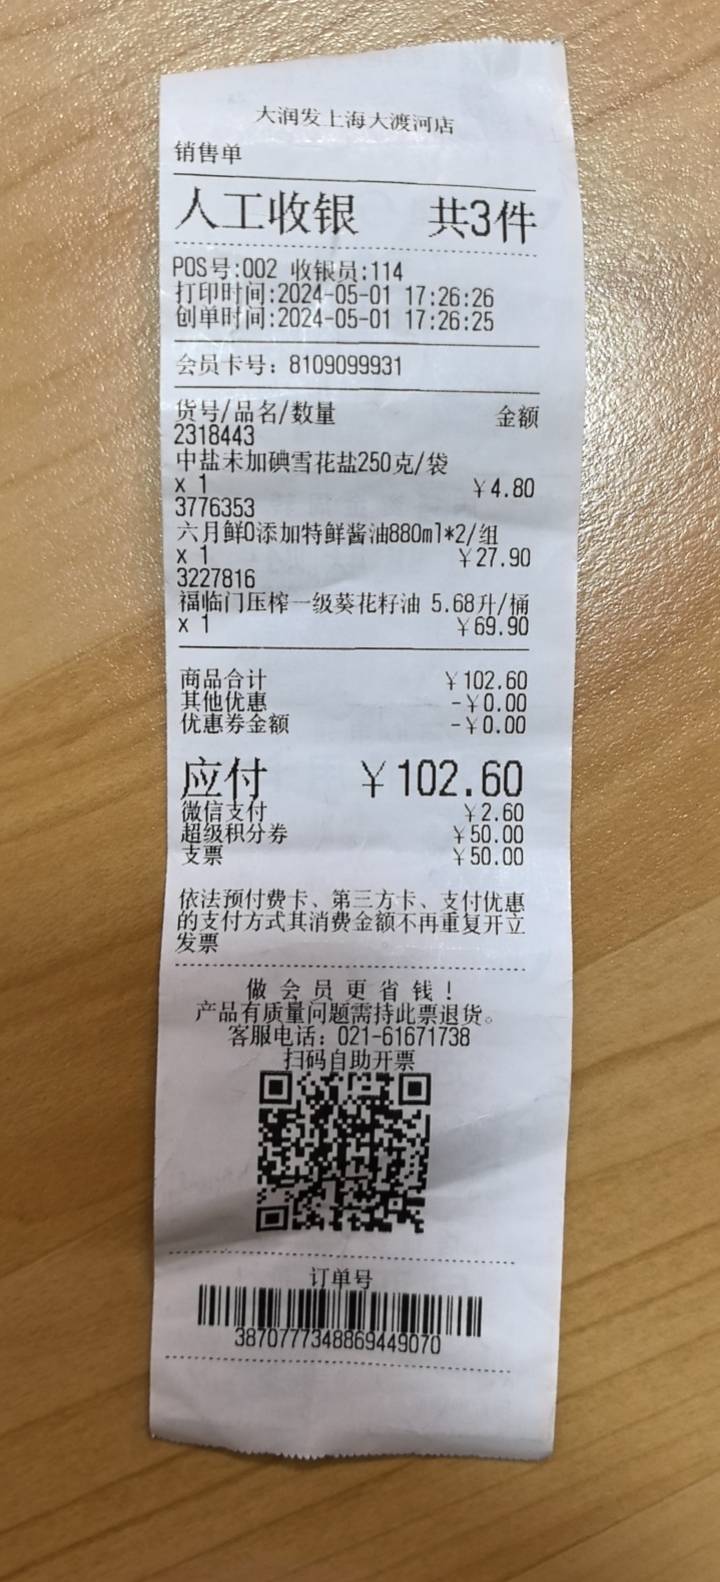 大润发上海大渡河店
销售单
人工收银 共3件
POS号:002 收银员:114
打印时间:2024-05-01 17:26:26
创单时间:2024-05-01 17:26:25
会员卡号：8109099931
货号/品名/数量 金额
2318443
中盐未加碘雪花盐250克/袋
x 1 ￥4.80
3776353
六月鲜0添加特鲜酱油880ml*2/组
x 1 ￥27.90
3227816
福临门压榨一级葵花籽油 5.68升/桶
x 1 ￥69.90
商品合计 ￥102.60
其他优惠 -￥0.00
优惠券金额 -￥0.00
应付 ￥102.60
微信支付 ￥2.60
超级积分券 ￥50.00
支票 ￥50.00
依法预付费卡、第三方卡、支付优惠
的支付方式其消费金额不再重复开立
发票
做会员更省钱！
产品有质量问题需持此票退货。
客服电话：021-61671738
扫码自助开票
订单号
3870777348869449070